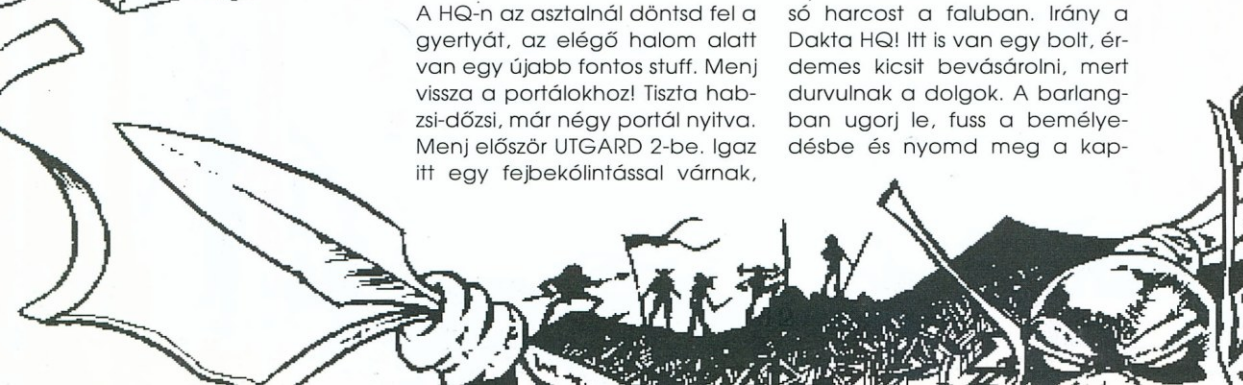 A HQ-n az asztalnál döntsd fel a
gyertyát, az elégő halom alatt
van egy újabb fontos stuff. Menj
vissza a portálokhoz! Tiszta hab-
zsi-dőzsi, már négy portál nyitva.
Menj először UTGARD 2-be. Igaz
itt egy fejbekólintással várnak,
só harcost a faluban. Irány a
Dakta HQ! Itt is van egy bolt, ér-
demes kicsit bevásárolni, mert
durvulnak a dolgok. A barlang-
ban ugorj le, fuss a bemélye-
désbe és nyomd meg a kap-